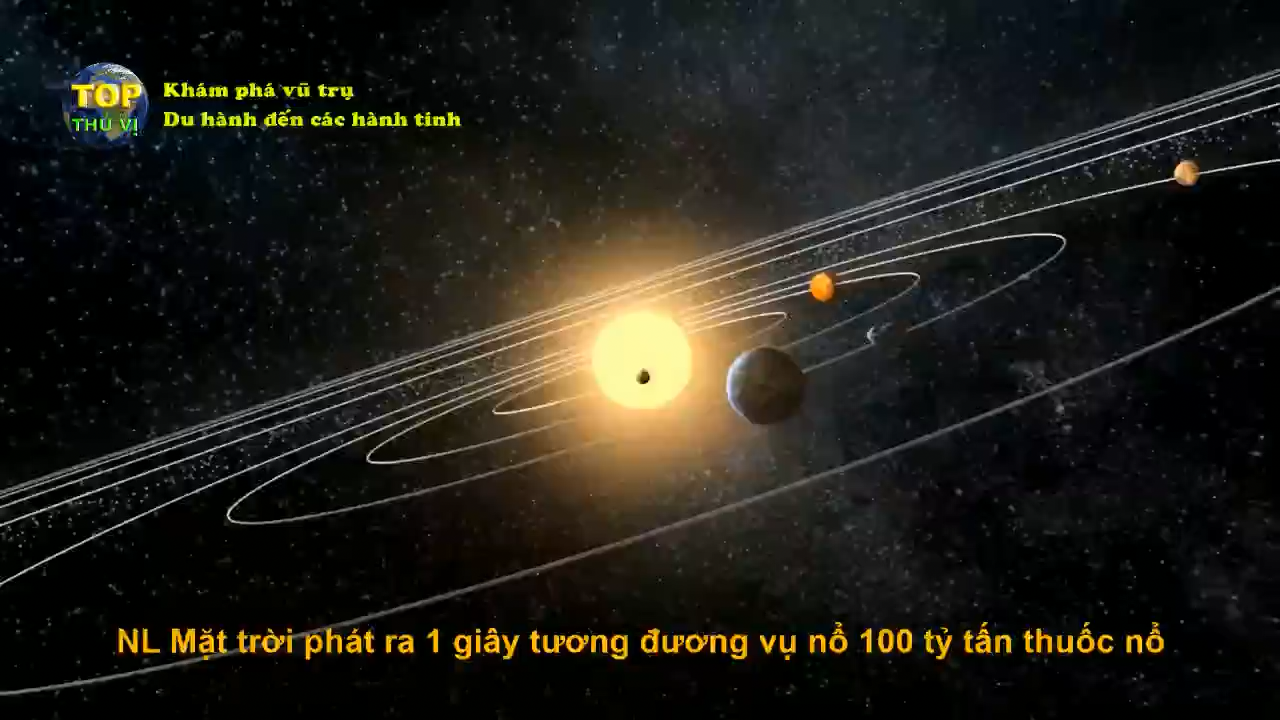 TOP
THÚ VỊ
Khám phá vũ trụ
Du hành đến các hành tinh
NL Mặt trời phát ra 1 giây tương đương vụ nổ 100 tỷ tấn thuốc nổ